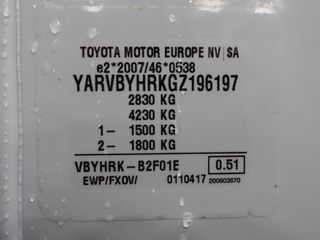 TOYOTA MOTOR EUROPE NV/SA
e2*2007/46*0538
YARVBYHRKGZ196197
2830 KG
4230 KG
1- 1500 KG
2- 1800 KG
VBYHRK-B2F01E 0.51
EWP/FXOV/ 0110417 200803670